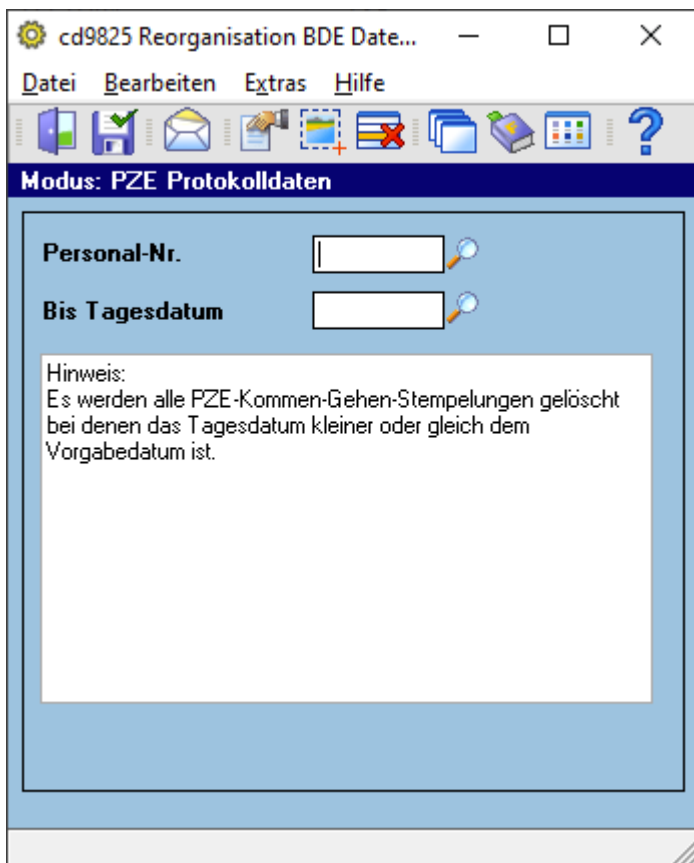 cd9825 Reorganisation BDE Date...
Datei Bearbeiten Extras Hilfe
Modus: PZE Protokolldaten
Personal-Nr.
Bis Tagesdatum
Hinweis:
Es werden alle PZE-Kommen-Gehen-Stempelungen gelöscht
bei denen das Tagesdatum kleiner oder gleich dem
Vorgabedatum ist.